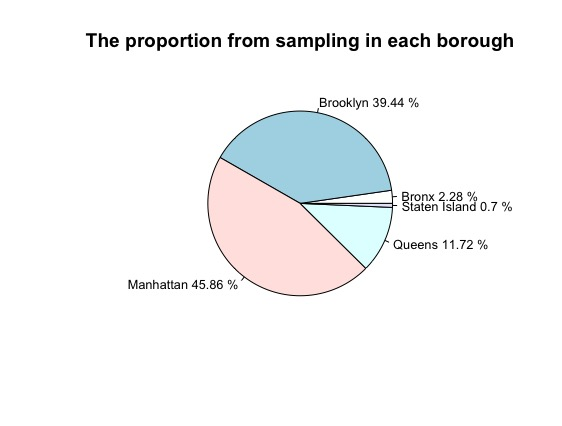 The proportion from sampling in each borough
Brooklyn 39.44 %
Bronx 2.28 %
Staten Island 0.7 %
Queens 11.72 %
Manhattan 45.86 %